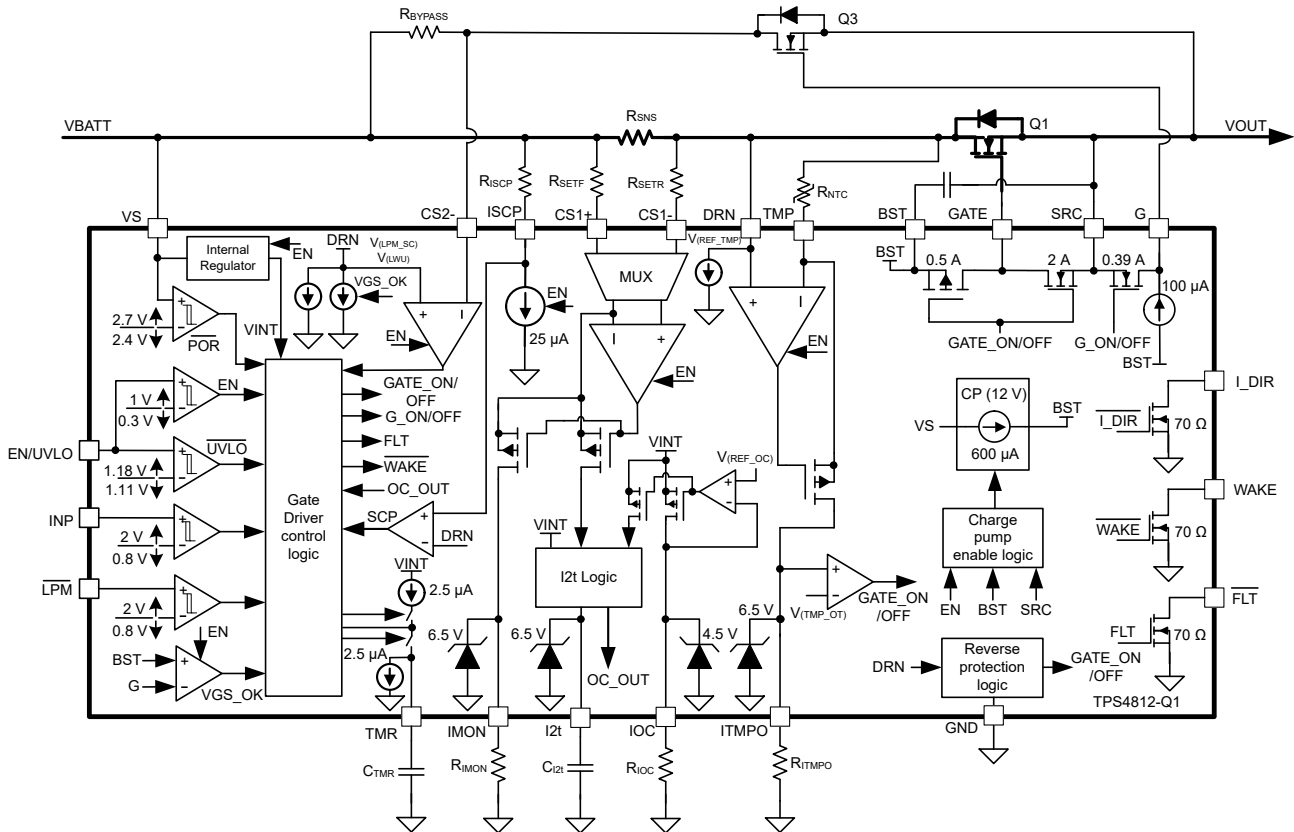 RBYPASS
Q3
VBATT
RSNS
Q1
VOUT
RISCP
RSETF
RSETR
RNTC
VS
CS2-
ISCP
CS1+
CS1-
DRN
TMP
BST
GATE
SRC
G
Internal
Regulator
EN
DRN
V(LPM_SC)
V(LWU)
VGS_OK
V(REF_TMP)
MUX
BST
0.5 A
2 A
0.39 A
100 µA
EN
25 µA
2.7 V
2.4 V
POR
VINT
EN
EN
EN
GATE_ON/OFF
G_ON/OFF
BST
GATE_ON/
OFF
G_ON/OFF
FLT
WAKE
OC_OUT
EN
1 V
0.3 V
EN/UVLO
UVLO
1.18 V
1.11 V
INP
2 V
0.8 V
LPM
2 V
0.8 V
Gate
Driver
control
logic
SCP
DRN
VINT
2.5 µA
2.5 µA
EN
BST
G
VGS_OK
CP (12 V)
VS
BST
600 µA
I_DIR
I_DIR
70 Ω
VINT
V(REF_OC)
VINT
I2t Logic
Charge
pump
enable logic
EN
BST
SRC
WAKE
WAKE
70 Ω
GATE_ON
/OFF
V(TMP_OT)
6.5 V
6.5 V
4.5 V
6.5 V
OC_OUT
FLT
FLT
70 Ω
DRN
Reverse
protection
logic
GATE_ON
/OFF
TPS4812-Q1
TMR
IMON
I2t
IOC
ITMPO
GND
CTMR
RIMON
CI2t
RIOC
RITMPO